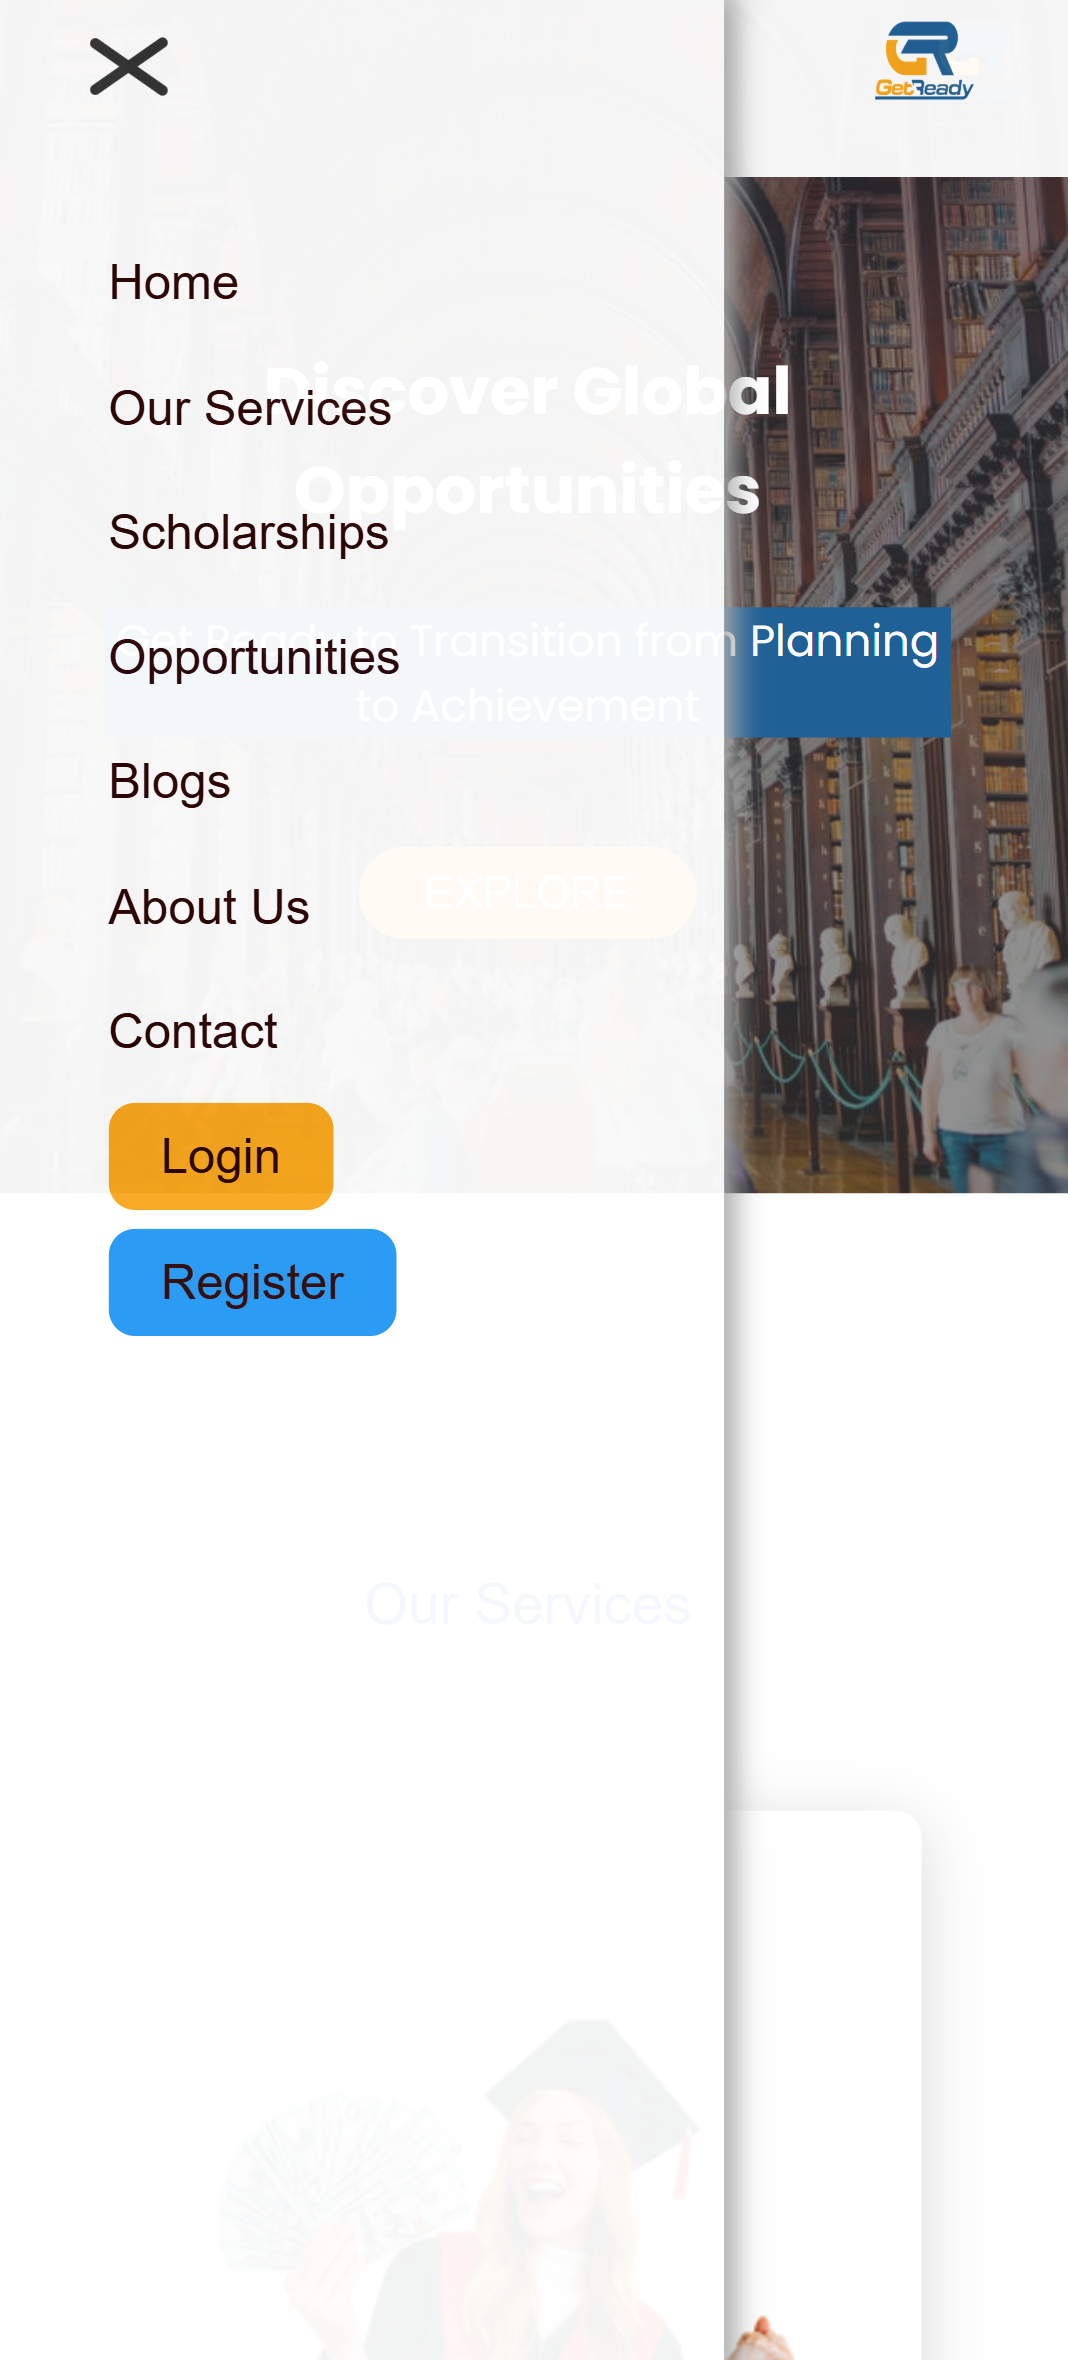 GR
GetReady
Home
Discover Global
Our Services
Opportunities
Scholarships
Get Ready to Transition from Planning
Opportunities
to Achievement
Blogs
EXPLORE
About Us
Contact
Login
Register
Our Services